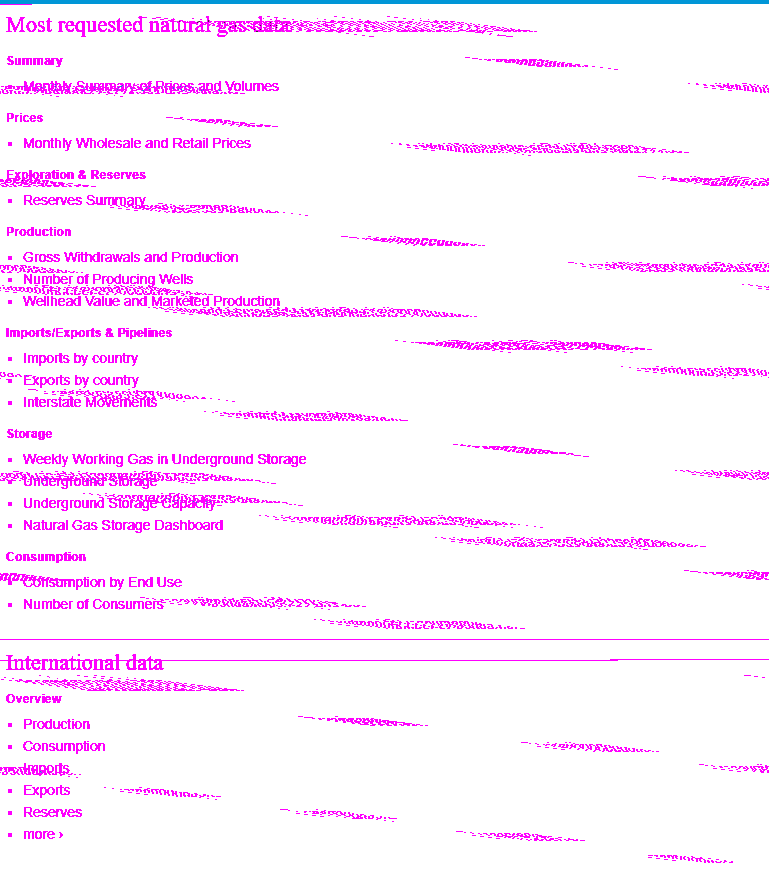 Most requested natural gas data
Summary
Monthly Summary of Prices and Volumes
Prices
Monthly Wholesale and Retail Prices
Exploration & Reserves
Reserves Summary
Production
Gross Withdrawals and Production
Number of Producing Wells
Wellhead Value and Marketed Production
Imports/Exports & Pipelines
Imports by country
Exports by country
Interstate Movements
Storage
Weekly Working Gas in Underground Storage
Underground Storage
Underground Storage Capacity
Natural Gas Storage Dashboard
Consumption
Consumption by End Use
Number of Consumers
International data
Overview
Production
Consumption
Imports
Exports
Reserves
more ›